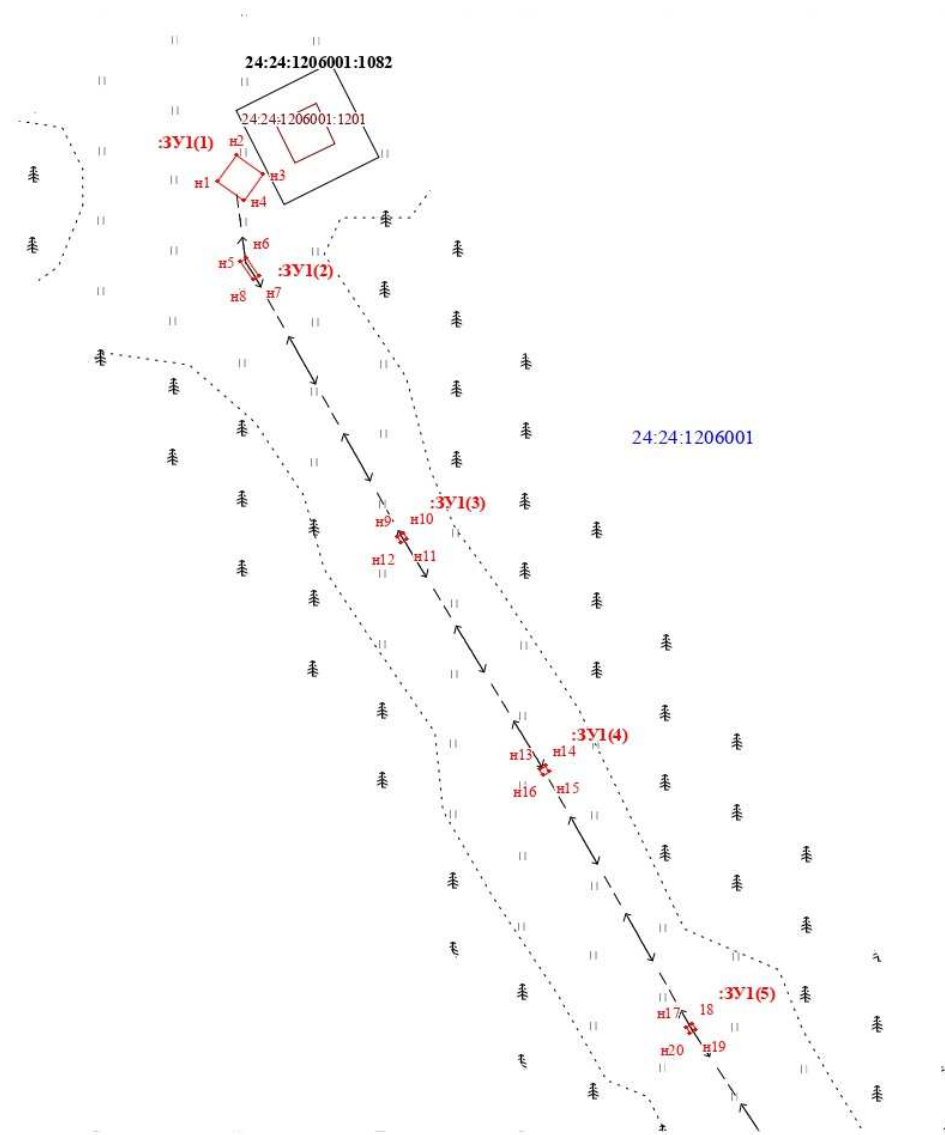 24:24:1206001:1082
24:24:1206001:1201
:ЗУ1(1)
н2
н1
н3
н4
н6
н5
:ЗУ1(2)
н8
н7
24:24:1206001
:ЗУ1(3)
н9
н10
н12
н11
:ЗУ1(4)
н13
н14
н16
н15
:ЗУ1(5)
н17
18
н20
н19